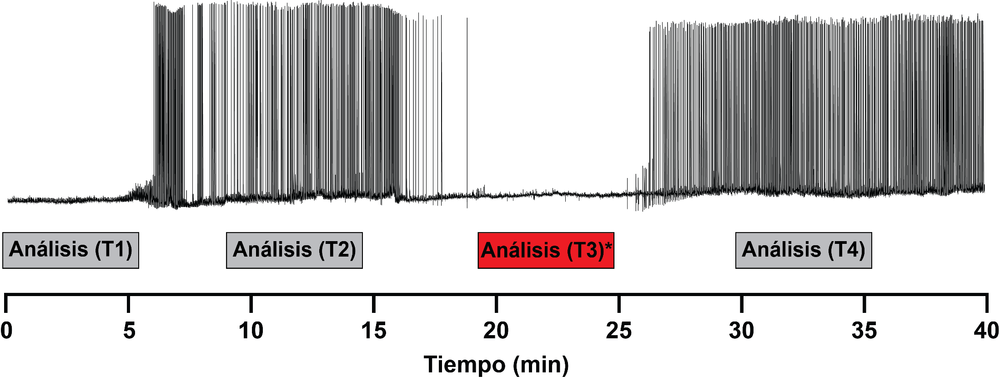 Análisis (T1) Análisis (T2) Análisis (T3)* Análisis (T4)
0 5 10 15 20 25 30 35 40
Tiempo (min)